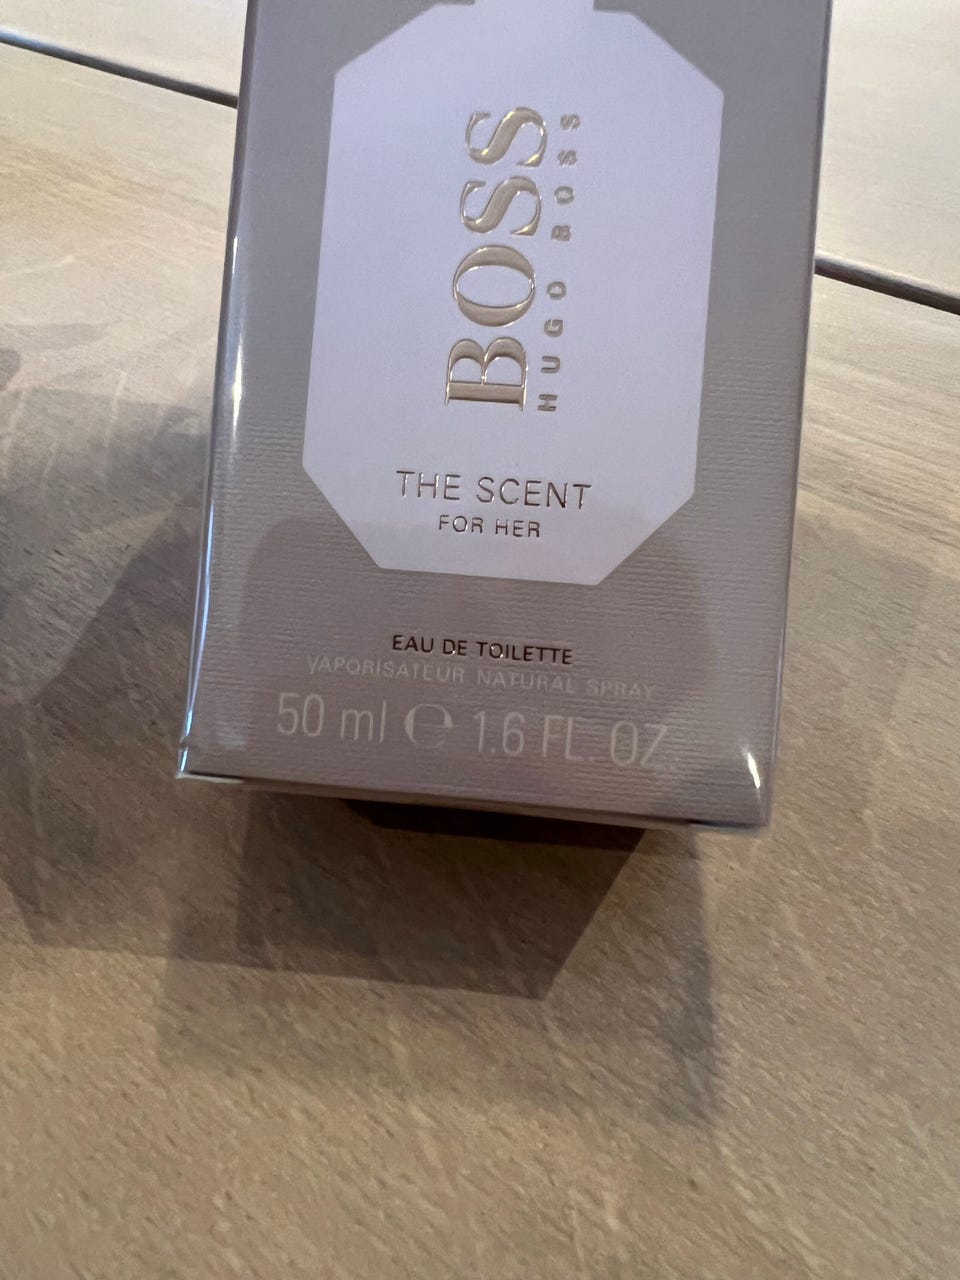 BOSS
HUGO BOSS
THE SCENT
FOR HER
EAU DE TOILETTE
VAPORISATEUR NATURAL SPRAY
50 ml ℮ 1.6 FL. OZ.